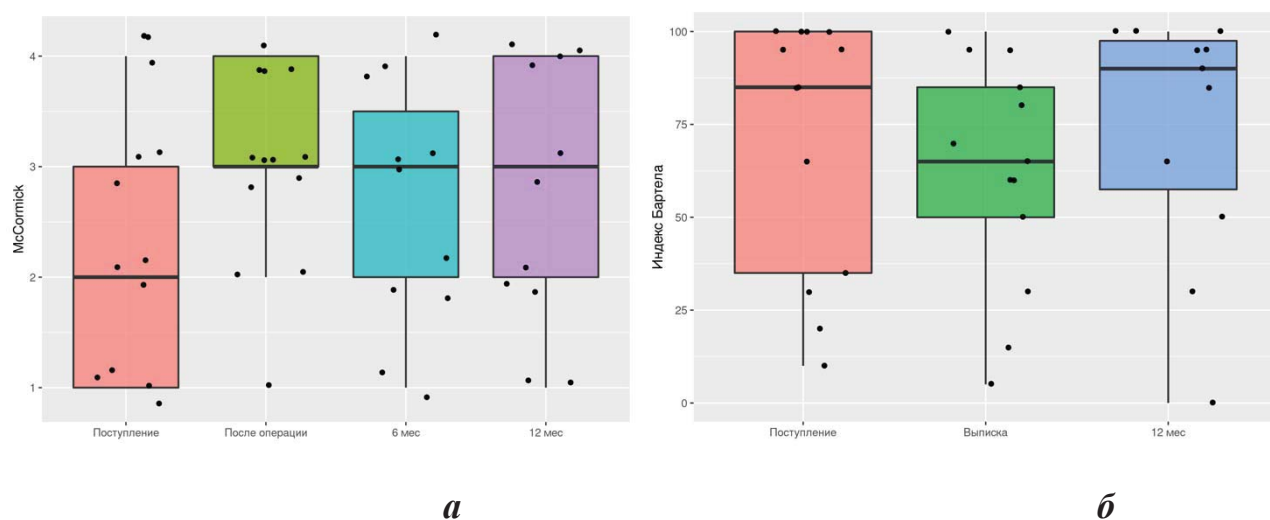 McCormick
4
3
2
1
Поступление
После операции
6 мес
12 мес
Индекс Бартела
100
75
50
25
0
Поступление
Выписка
12 мес
а
б